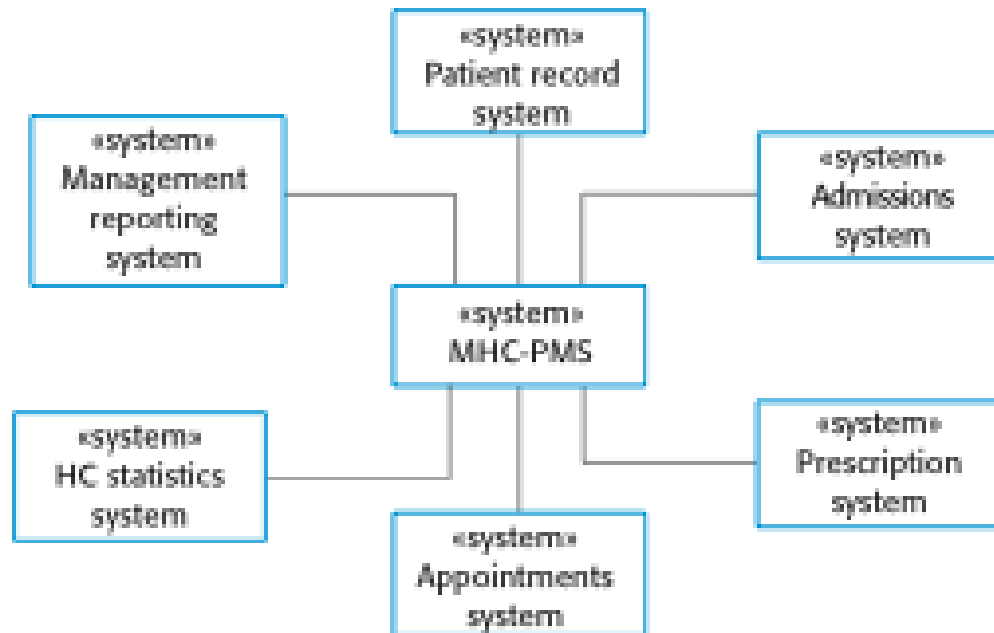 «system»
Patient record
system
«system»
Management
reporting
system
«system»
Admissions
system
«system»
MHC-PMS
«system»
HC statistics
system
«system»
Prescription
system
«system»
Appointments
system